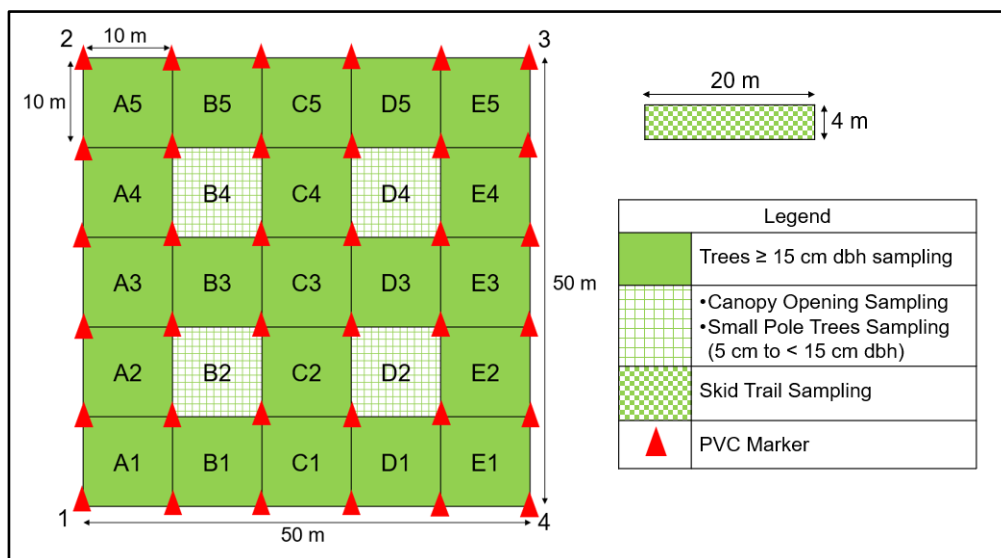 2
10 m
3
10 m
A5 B5 C5 D5 E5
A4 B4 C4 D4 E4
A3 B3 C3 D3 E3
50 m
A2 B2 C2 D2 E2
A1 B1 C1 D1 E1
1
50 m
4
20 m
4 m
Legend
Trees ≥ 15 cm dbh sampling
•Canopy Opening Sampling
•Small Pole Trees Sampling
(5 cm to < 15 cm dbh)
Skid Trail Sampling
PVC Marker